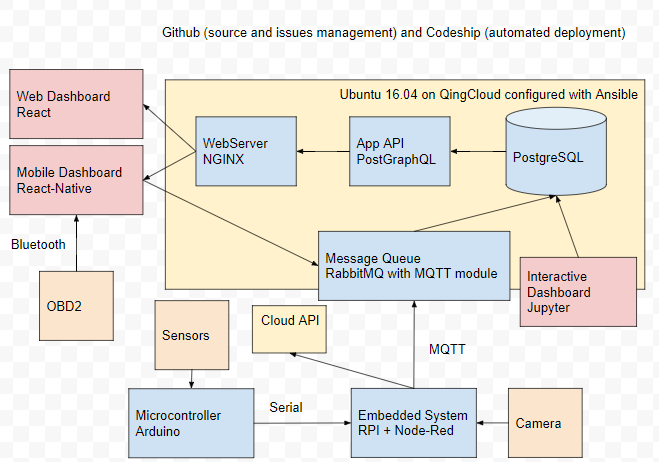 Github (source and issues management) and Codeship (automated deployment)
Ubuntu 16.04 on QingCloud configured with Ansible
Web Dashboard
React
WebServer
NGINX
App API
PostGraphQL
PostgreSQL
Mobile Dashboard
React-Native
Bluetooth
Message Queue
RabbitMQ with MQTT module
Interactive
Dashboard
Jupyter
OBD2
Cloud API
Sensors
MQTT
Microcontroller
Arduino
Serial
Embedded System
RPI + Node-Red
Camera